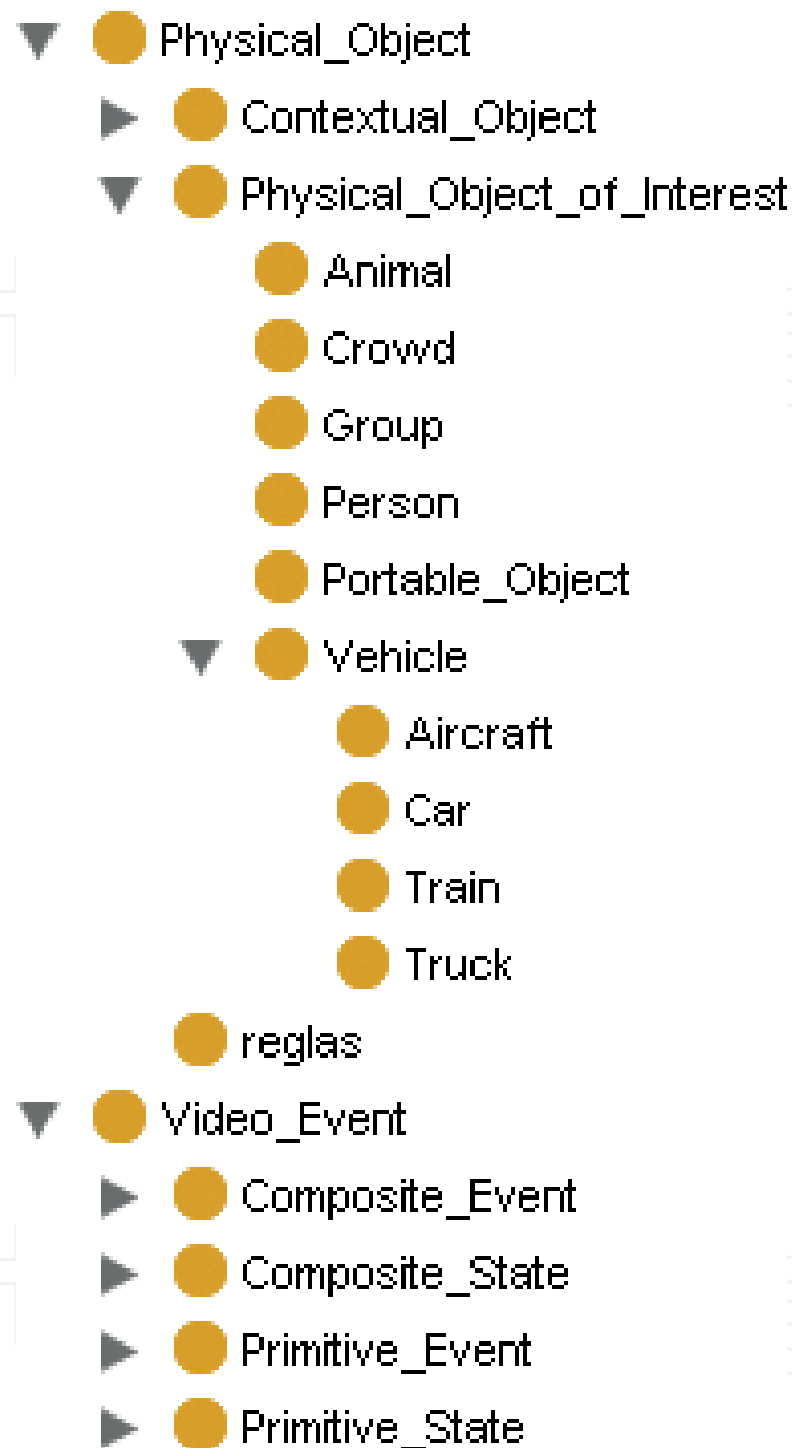 Physical_Object
Contextual_Object
Physical_Object_of_Interest
Animal
Crowd
Group
Person
Portable_Object
Vehicle
Aircraft
Car
Train
Truck
reglas
Video_Event
Composite_Event
Composite_State
Primitive_Event
Primitive_State